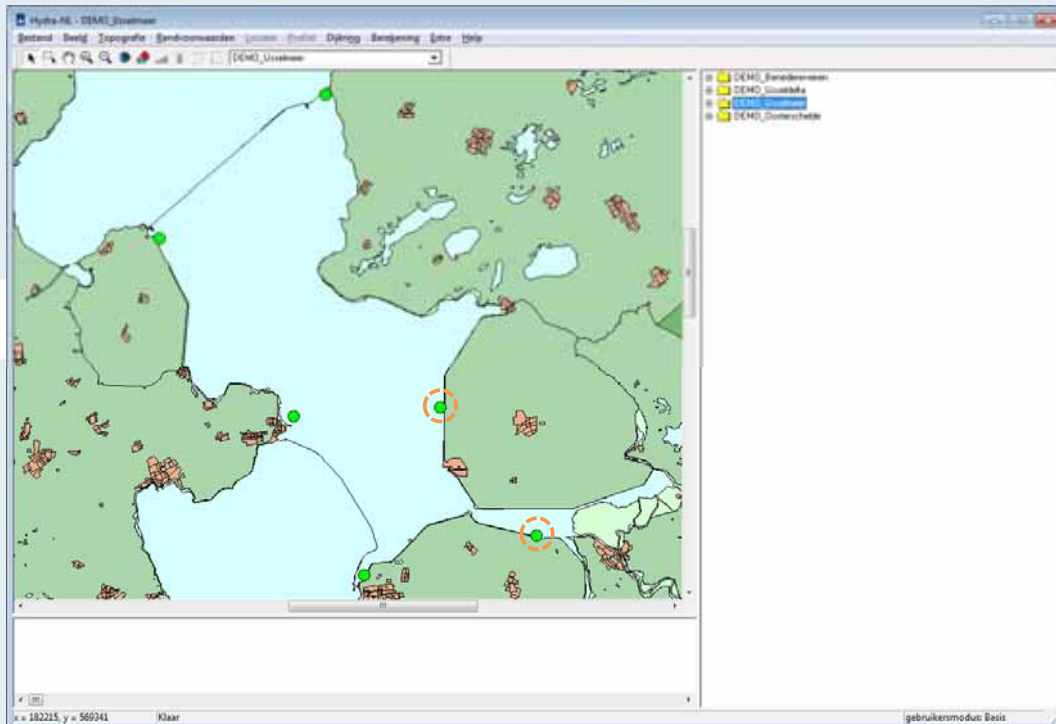 Hydra-NL - DEMO_IJsselmeer
Bestand Beeld Topografie Randvoorwaarden Locatie Profiel Dijkring Berekening Extra Help
DEMO_IJsselmeer
DEMO_Benedenrivieren
DEMO_IJsseldelta
DEMO_IJsselmeer
DEMO_Oosterschelde
x = 182215, y = 569341 Klaar gebruikersmodus: Basis